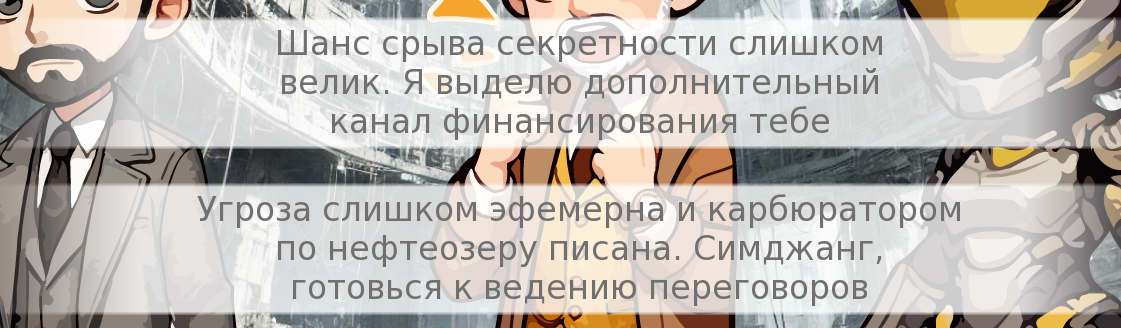 Шанс срыва секретности слишком
велик. Я выделю дополнительный
канал финансирования тебе
Угроза слишком эфемерна и карбюратором
по нефтеозеру писана. Симджанг,
готовься к ведению переговоров